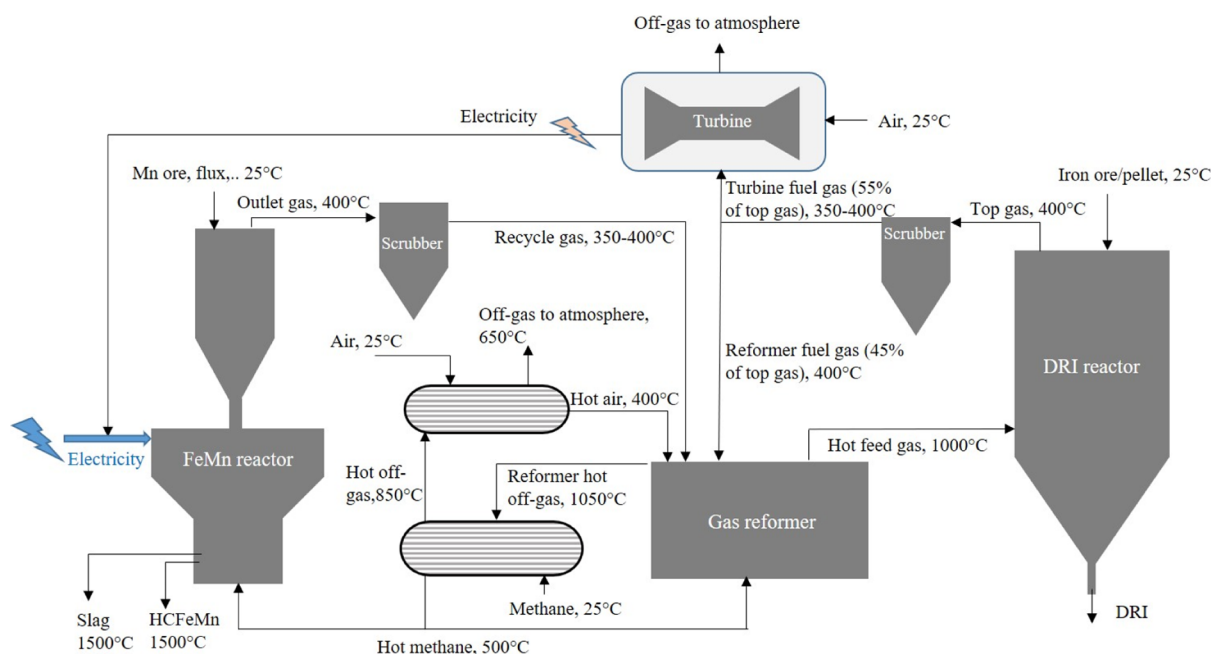 Off-gas to atmosphere
Electricity
Turbine
Air, 25°C
Mn ore, flux,.. 25°C
Outlet gas, 400°C
Scrubber
Recycle gas, 350-400°C
Turbine fuel gas (55%
of top gas), 350-400°C
Scrubber
Top gas, 400°C
Iron ore/pellet, 25°C
Off-gas to atmosphere,
650°C
Air, 25°C
Reformer fuel gas (45%
of top gas), 400°C
DRI reactor
Hot air, 400°C
Electricity
FeMn reactor
Hot off-
gas,850°C
Reformer hot
off-gas, 1050°C
Hot feed gas, 1000°C
Gas reformer
Methane, 25°C
Slag
1500°C
HCFeMn
1500°C
Hot methane, 500°C
DRI